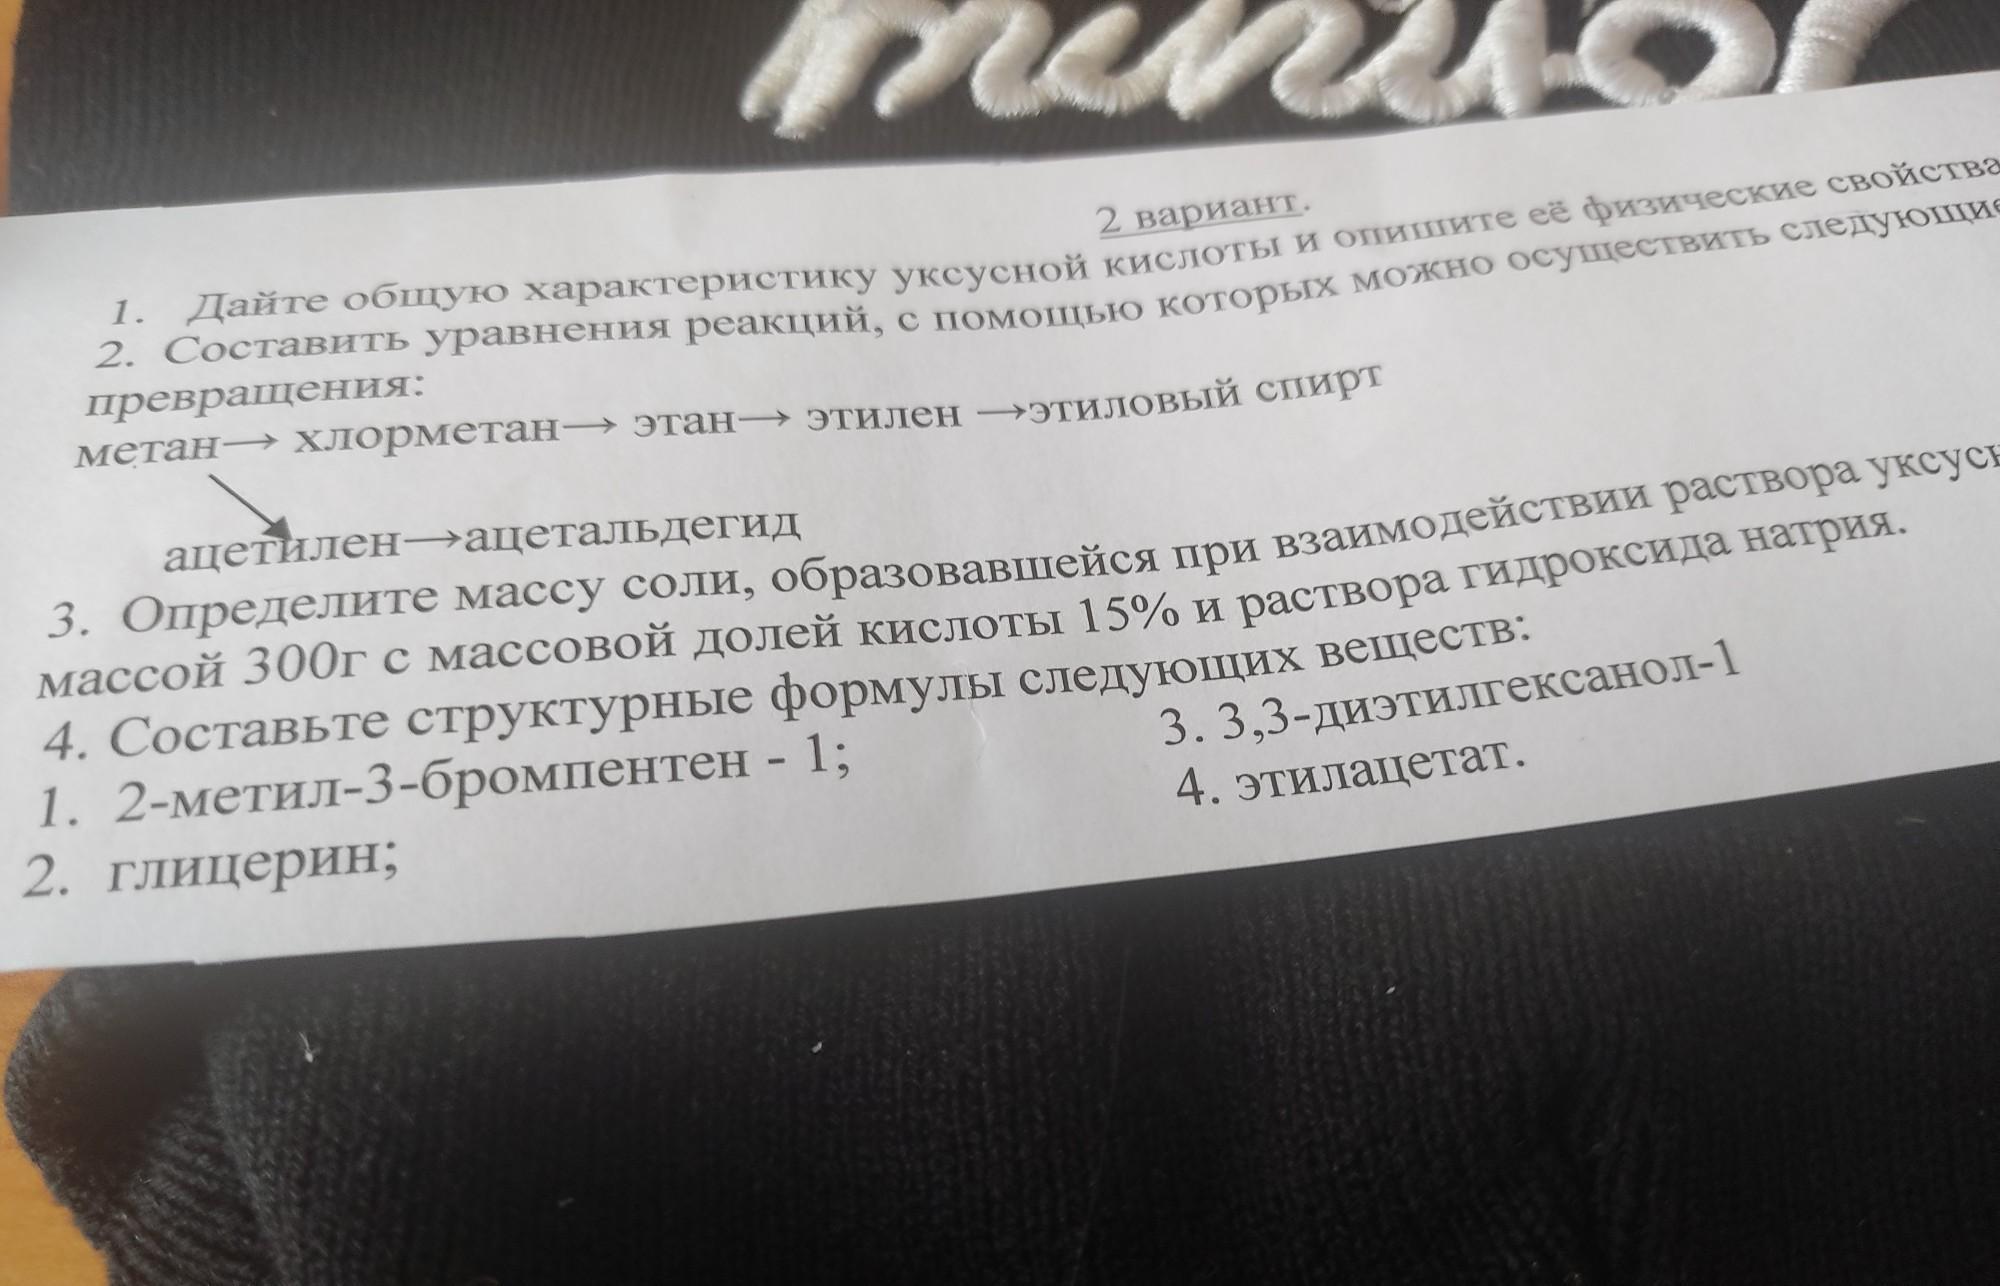 2 вариант.
1. Дайте общую характеристику уксусной кислоты и опишите её физические свойства
2. Составить уравнения реакций, с помощью которых можно осуществить следующие
превращения:
метан→ хлорметан→ этан→ этилен →этиловый спирт
ацетилен→ацетальдегид
3. Определите массу соли, образовавшейся при взаимодействии раствора
массой 300г с массовой долей кислоты 15% и раствора гидроксида натрия.
4. Составьте структурные формулы следующих веществ:
1. 2-метил-3-бромпентен - 1; 3. 3,3-диэтилгексанол-1
2. глицерин; 4. этилацетат.